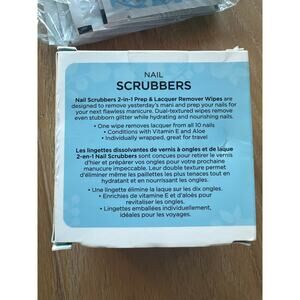 NAIL
SCRUBBERS
Nail Scrubbers 2-in-1 Prep & Lacquer Remover Wipes are
designed to remove yesterday's mani and prep your nails for
your next flawless manicure. Dual-textured wipes remove
even stubborn glitter while hydrating and nourishing nails.
• One wipe removes lacquer from all 10 nails
• Conditions with Vitamin E and Aloe
• Individually wrapped, great for travel!
Les lingettes dissolvantes de vernis à ongles et de laque
2-en-1 Nail Scrubbers sont conçues pour retirer le verni
d'hier et préparer vos ongles pour votre prochaine
manucure impeccable. Leur double texture permet
d'éliminer même les paillettes les plus tenaces tout en
hydratant et en nourrissant les ongles.
• Une lingette élimine la laque sur les dix ongles.
• Enrichies de vitamine E et d'aloès pour
revitaliser les ongles.
• Lingettes emballées individuellement,
idéales pour les voyages.